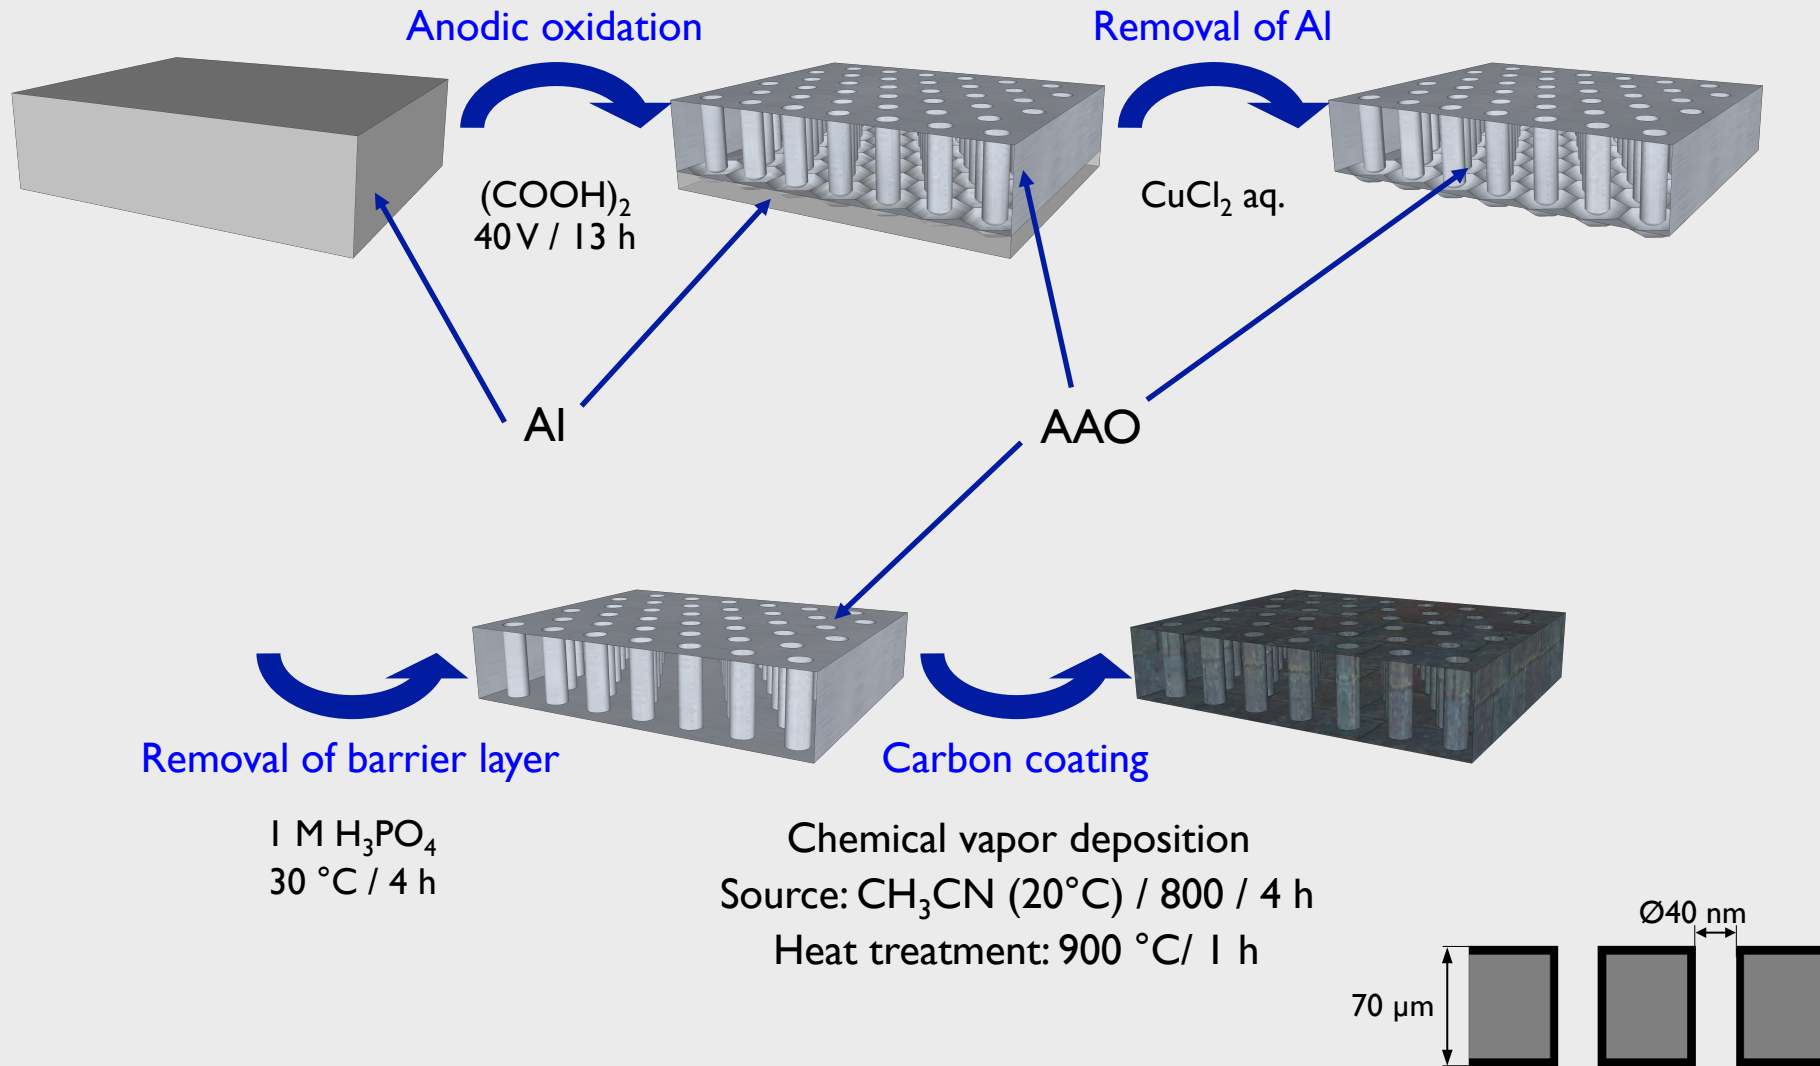 Anodic oxidation
Removal of Al
(COOH)₂
40 V / 13 h
CuCl₂ aq.
Al
AAO
Removal of barrier layer
Carbon coating
1 M H₃PO₄
30 °C / 4 h
Chemical vapor deposition
Source: CH₃CN (20°C) / 800 / 4 h
Heat treatment: 900 °C/ 1 h
Ø40 nm
70 μm